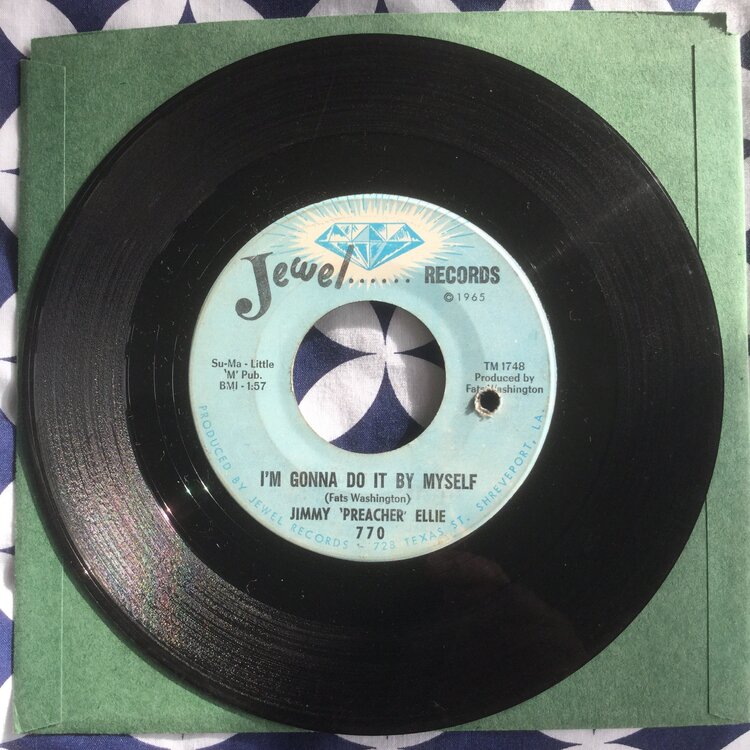 Jewel...... RECORDS
© 1965
Su-Ma - Little
'M' Pub.
BMI - 1:57
TM 1748
Produced by
Fats Washington
I'M GONNA DO IT BY MYSELF
(Fats Washington)
JIMMY 'PREACHER' ELLIE
770
PRODUCED BY JEWEL RECORDS - 728 TEXAS ST. SHREVEPORT, LA.